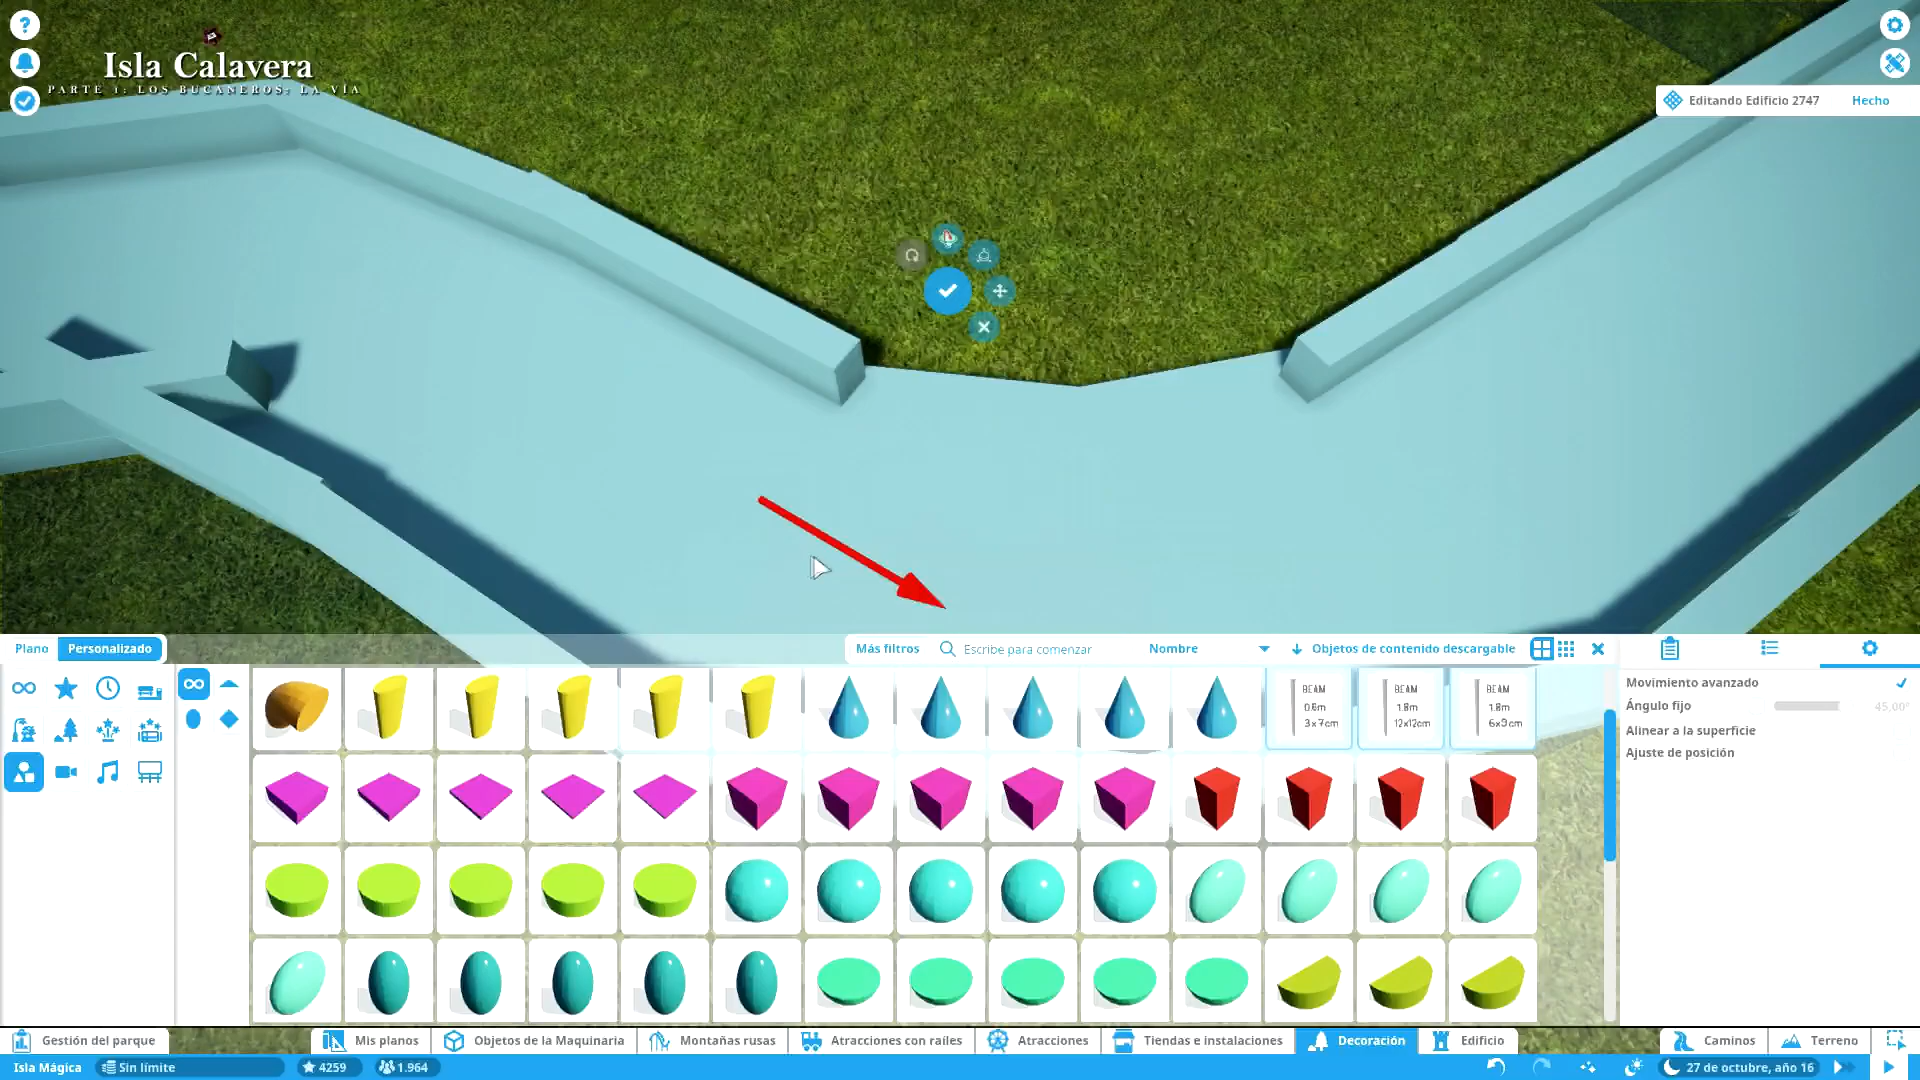 Isla Calavera
PARTE 1: LOS BUCANEROS: LA VÍA
Editando Edificio 2747
Hecho
Plano
Personalizado
Más filtros
Escribe para comenzar
Nombre
Objetos de contenido descargable
BEAM
0.6m
3x7cm
BEAM
1.8m
12x12cm
BEAM
1.8m
6x9cm
Movimiento avanzado
Ángulo fijo
45,00°
Alinear a la superficie
Ajuste de posición
Gestión del parque
Mis planos
Objetos de la Maquinaria
Montañas rusas
Atracciones con raíles
Atracciones
Tiendas e instalaciones
Decoración
Edificio
Caminos
Terreno
Isla Mágica
Sin límite
4259
1.964
27 de octubre, año 16